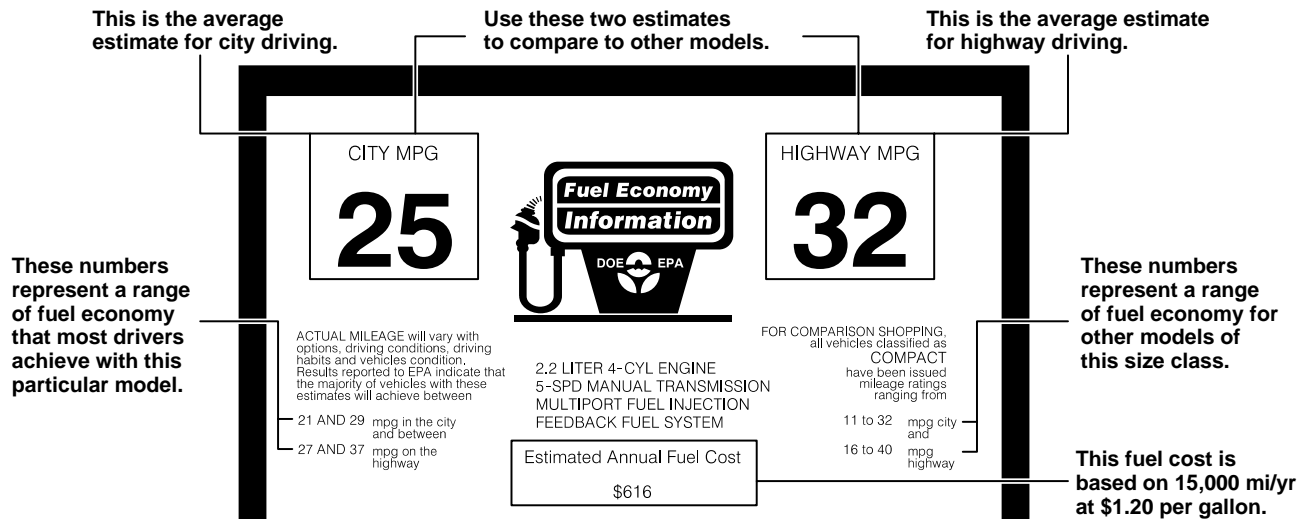 This is the average
estimate for city driving.
Use these two estimates
to compare to other models.
This is the average estimate
for highway driving.
CITY MPG
25
Fuel Economy
Information
DOE EPA
HIGHWAY MPG
32
These numbers
represent a range
of fuel economy
that most drivers
achieve with this
particular model.
ACTUAL MILEAGE will vary with
options, driving conditions, driving
habits and vehicles condition.
Results reported to EPA indicate that
the majority of vehicles with these
estimates will achieve between
21 AND 29 mpg in the city
and between
27 AND 37 mpg on the
highway
2.2 LITER 4-CYL ENGINE
5-SPD MANUAL TRANSMISSION
MULTIPORT FUEL INJECTION
FEEDBACK FUEL SYSTEM
Estimated Annual Fuel Cost
$616
FOR COMPARISON SHOPPING,
all vehicles classified as
COMPACT
have been issued
mileage ratings
ranging from
11 to 32 mpg city
and
16 to 40 mpg
highway
These numbers
represent a range
of fuel economy for
other models of
this size class.
This fuel cost is
based on 15,000 mi/yr
at $1.20 per gallon.